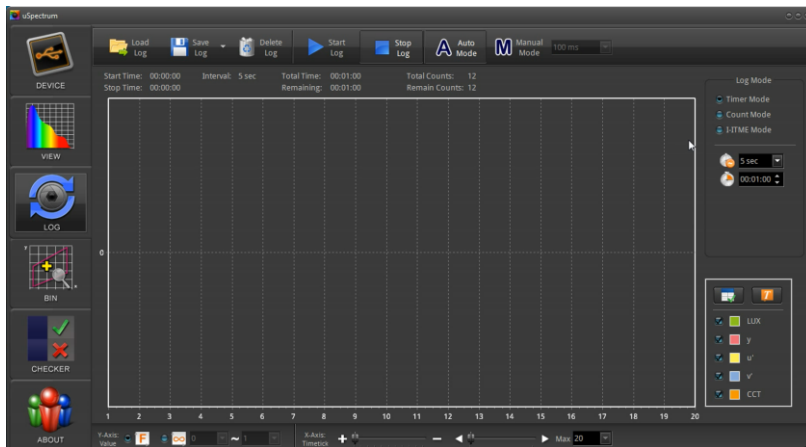 uSpectrum
Load Log
Save Log
Delete Log
Start Log
Stop Log
A Auto Mode
M Manual Mode
100 ms
DEVICE
Start Time: 00:00:00 Interval: 5 sec Total Time: 00:01:00 Total Counts: 12
Stop Time: 00:00:00 Remaining: 00:01:00 Remain Counts: 12
Log Mode
Timer Mode
Count Mode
I-ITME Mode
VIEW
5 sec
00:01:00
LOG
0
BIN
T
LUX
y
u'
v'
CCT
CHECKER
1 2 3 4 5 6 7 8 9 10 11 12 13 14 15 16 17 18 19 20
ABOUT
Y-Axis: Value F ∞ 0 ~ 1 X-Axis: Timetics + − Max 20